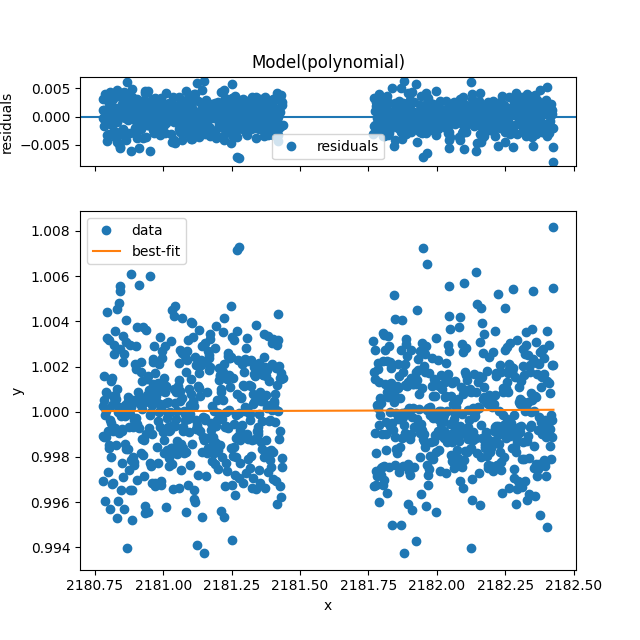 Model(polynomial)
residuals
0.005
0.000
−0.005
residuals
y
1.008
1.006
1.004
1.002
1.000
0.998
0.996
0.994
data
best-fit
2180.75 2181.00 2181.25 2181.50 2181.75 2182.00 2182.25 2182.50
x